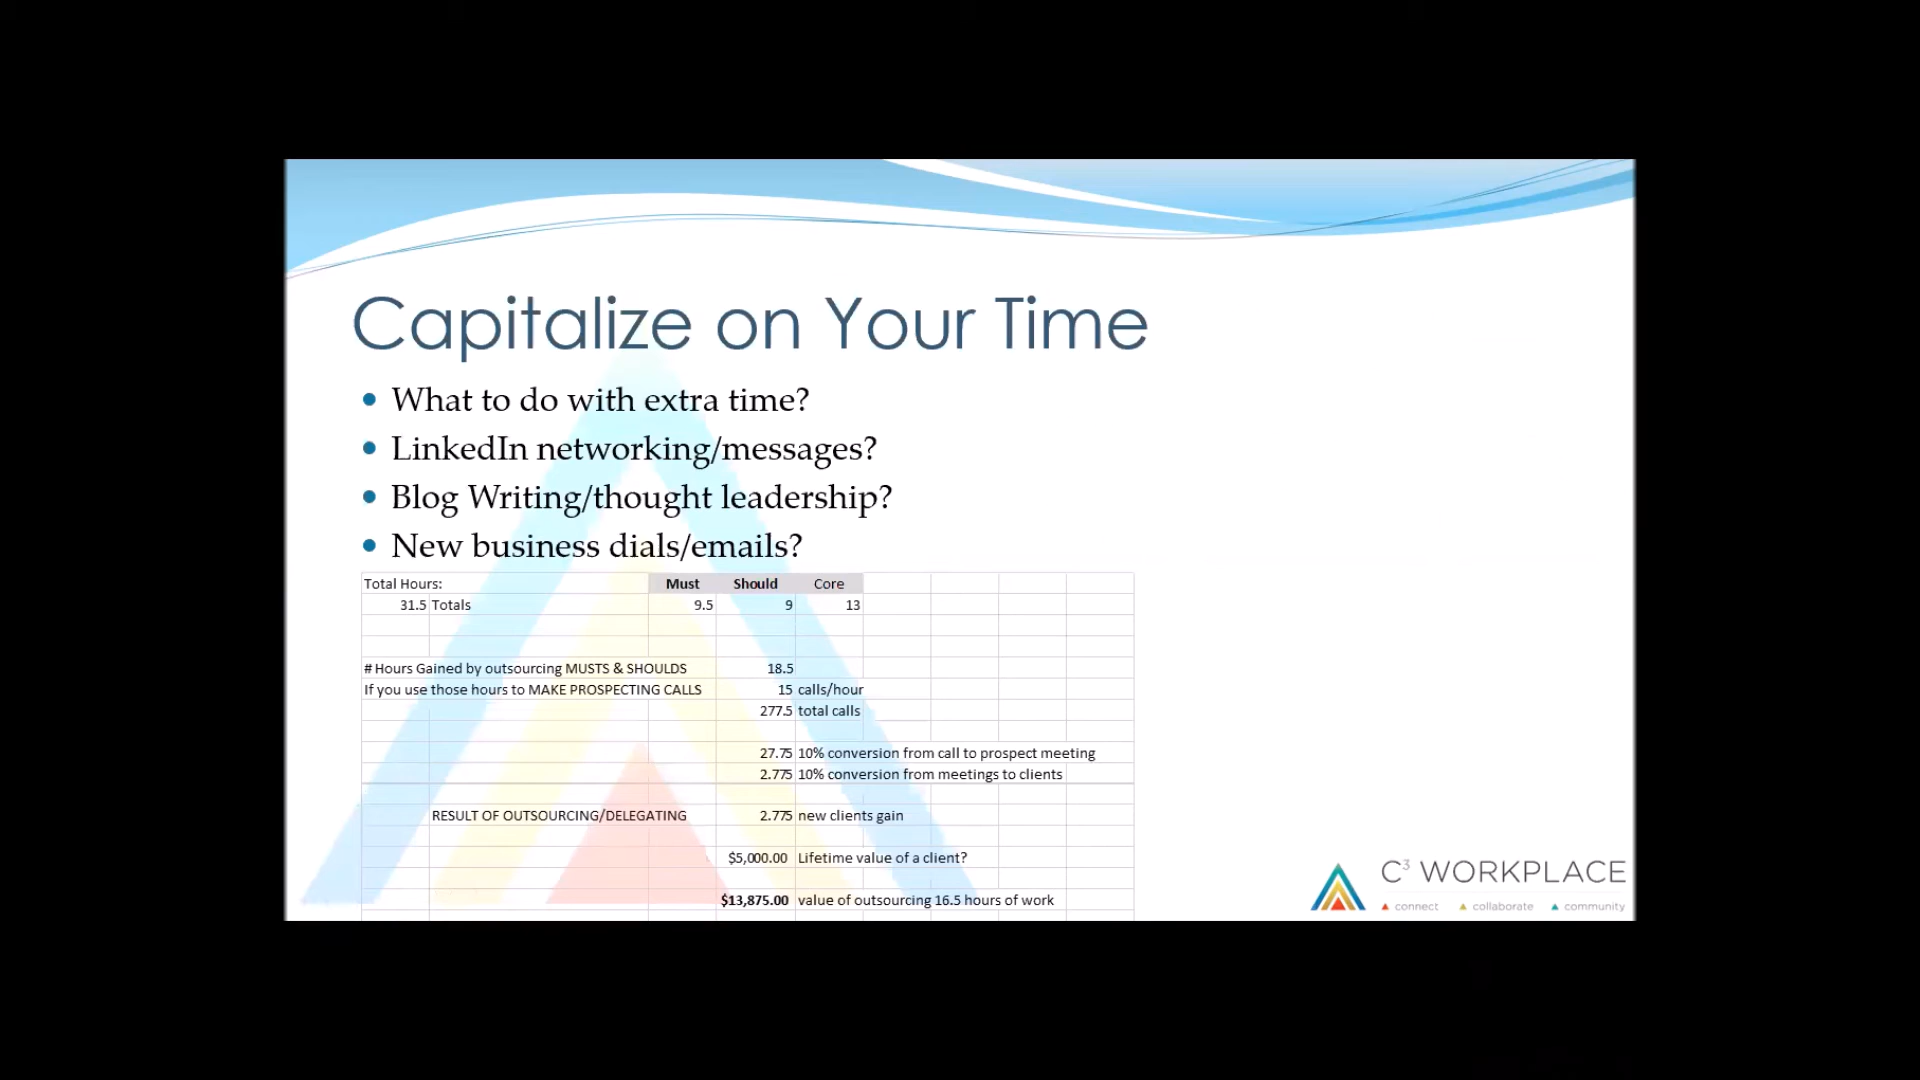 Capitalize on Your Time
• What to do with extra time?
• LinkedIn networking/messages?
• Blog Writing/thought leadership?
• New business dials/emails?
Total Hours: Must Should Core
31.5 Totals 9.5 9 13
# Hours Gained by outsourcing MUSTS & SHOULDS 18.5
If you use those hours to MAKE PROSPECTING CALLS 15 calls/hour
277.5 total calls
27.75 10% conversion from call to prospect meeting
2.775 10% conversion from meetings to clients
RESULT OF OUTSOURCING/DELEGATING 2.775 new clients gain
$5,000.00 Lifetime value of a client?
$13,875.00 value of outsourcing 16.5 hours of work
C³ WORKPLACE
connect collaborate community